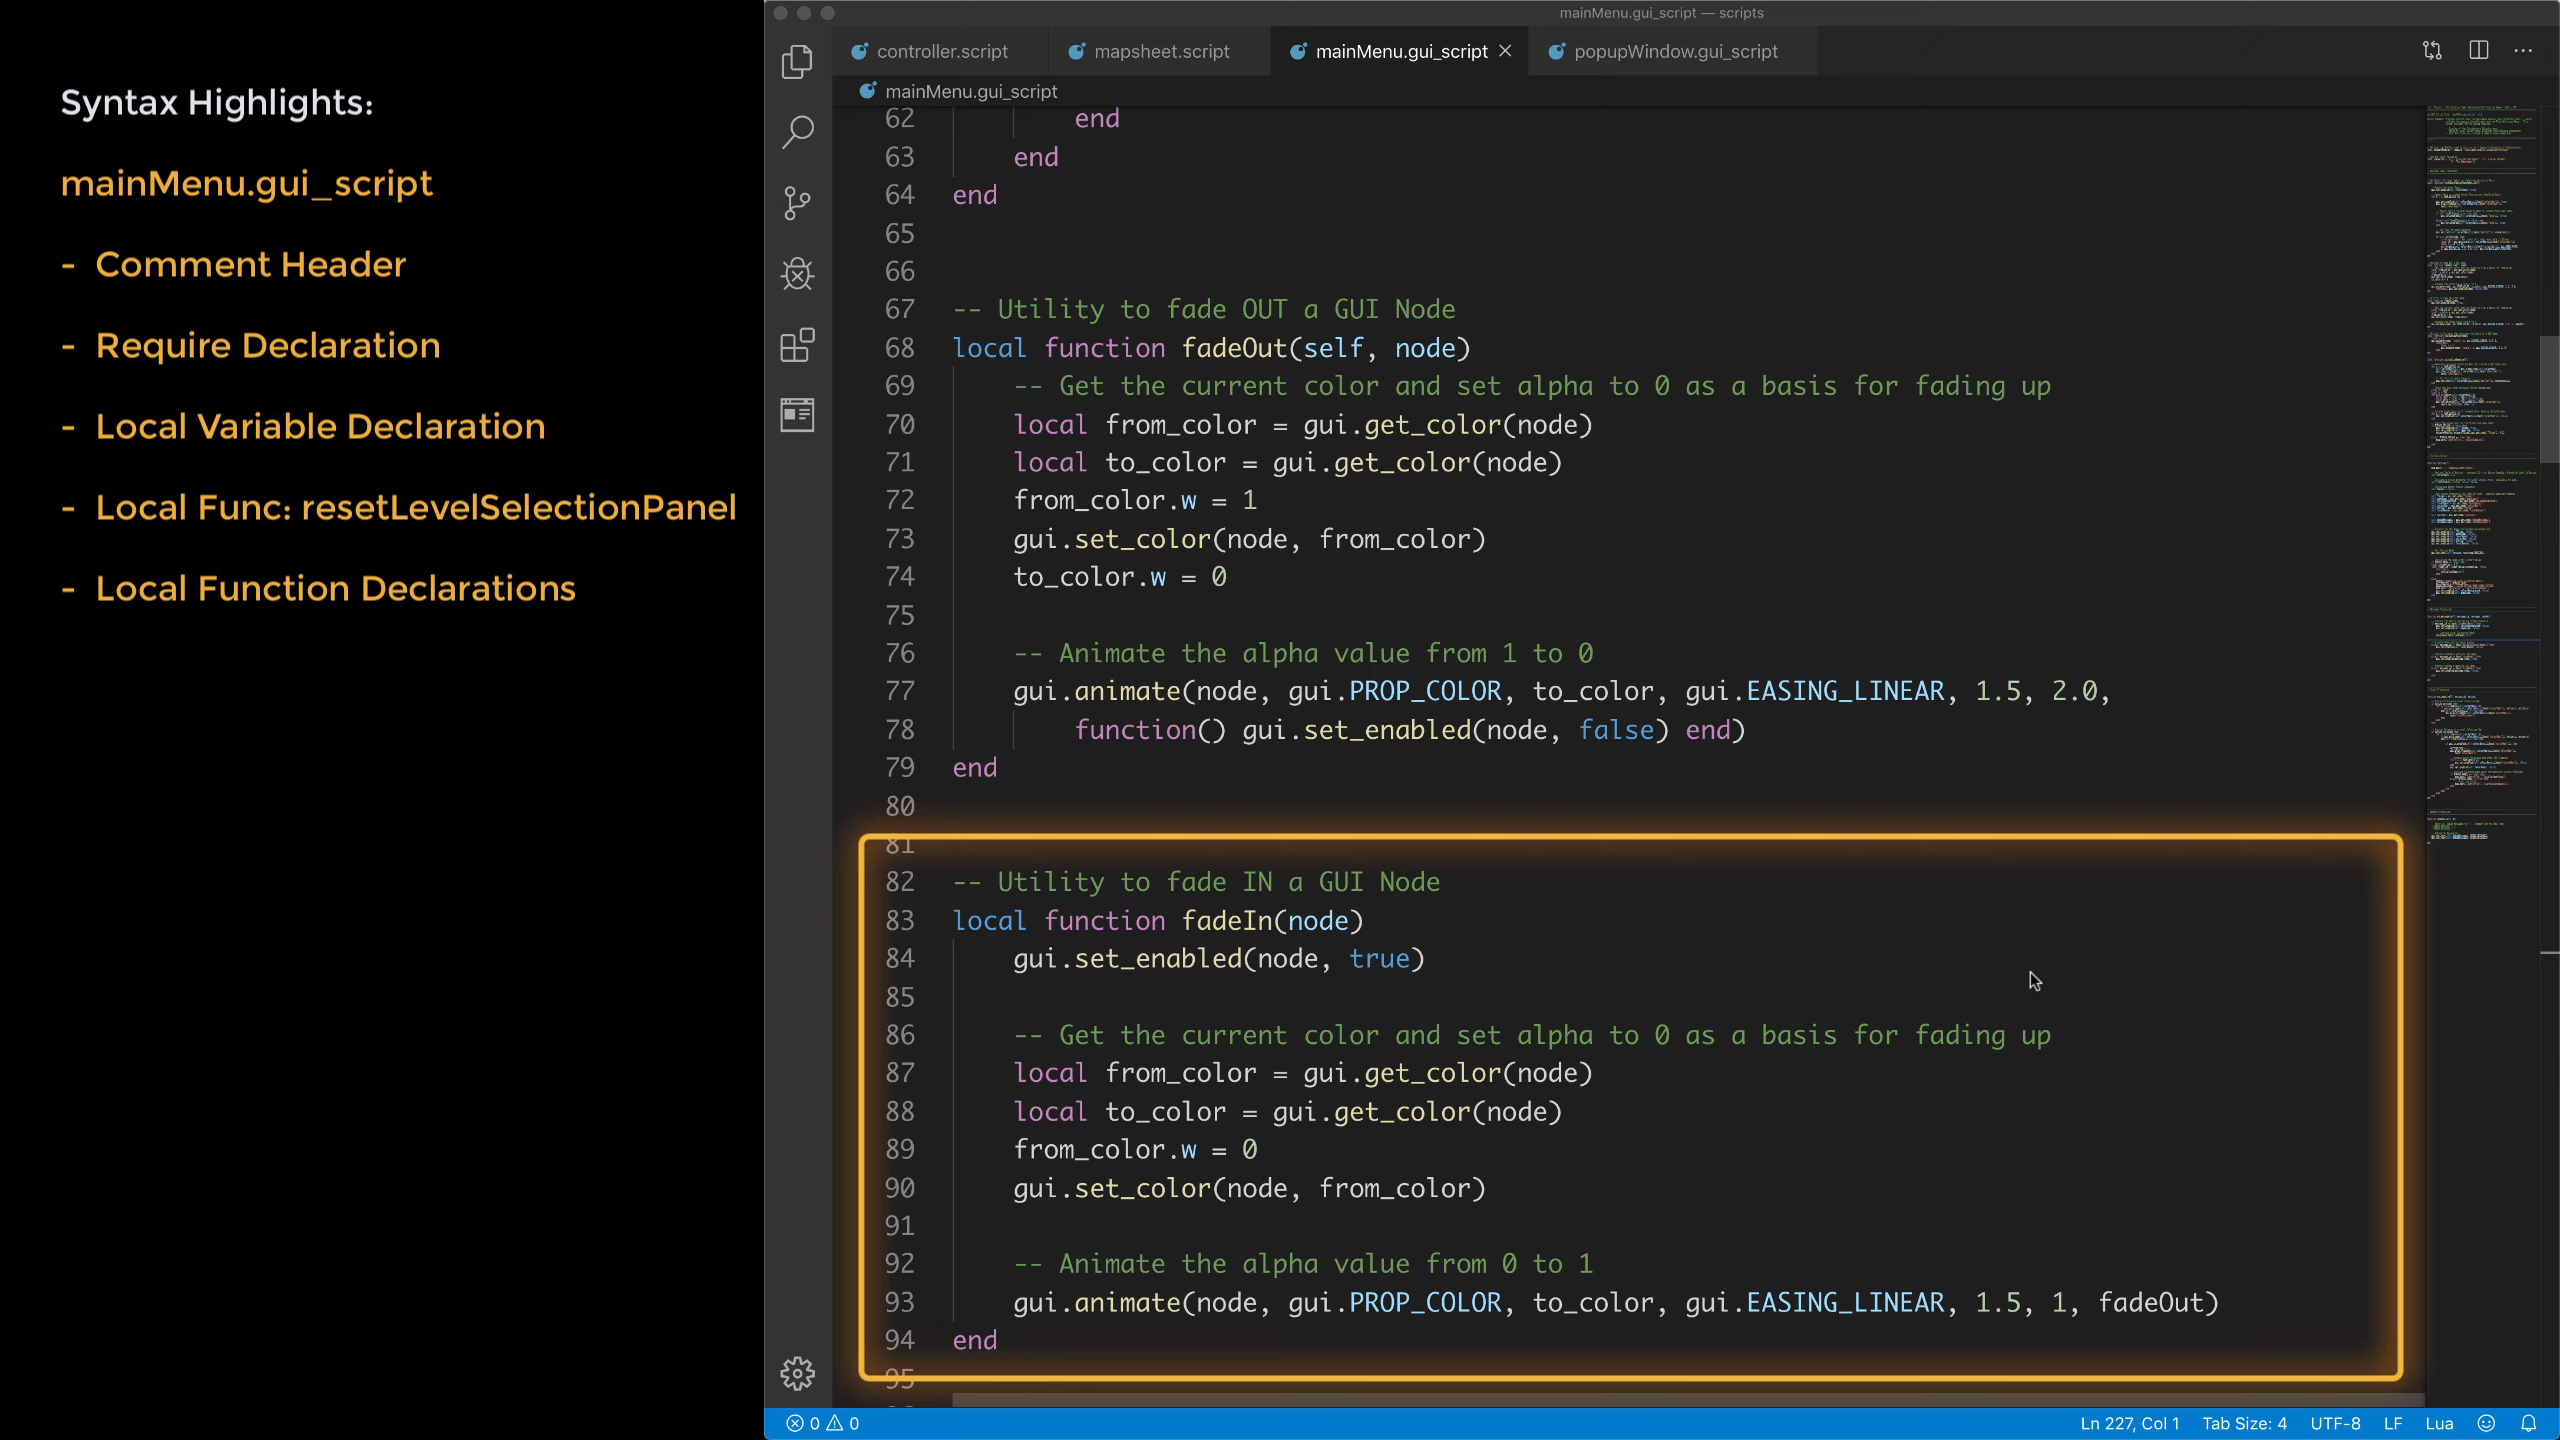 Syntax Highlights:
mainMenu.gui_script
- Comment Header
- Require Declaration
- Local Variable Declaration
- Local Func: resetLevelSelectionPanel
- Local Function Declarations
mainMenu.gui_script — scripts
controller.script
mapsheet.script
mainMenu.gui_script
popupWindow.gui_script
mainMenu.gui_script
62 end
63 end
64 end
65
66
67 -- Utility to fade OUT a GUI Node
68 local function fadeOut(self, node)
69 -- Get the current color and set alpha to 0 as a basis for fading up
70 local from_color = gui.get_color(node)
71 local to_color = gui.get_color(node)
72 from_color.w = 1
73 gui.set_color(node, from_color)
74 to_color.w = 0
75
76 -- Animate the alpha value from 1 to 0
77 gui.animate(node, gui.PROP_COLOR, to_color, gui.EASING_LINEAR, 1.5, 2.0,
78 function() gui.set_enabled(node, false) end)
79 end
80
81
82 -- Utility to fade IN a GUI Node
83 local function fadeIn(node)
84 gui.set_enabled(node, true)
85
86 -- Get the current color and set alpha to 0 as a basis for fading up
87 local from_color = gui.get_color(node)
88 local to_color = gui.get_color(node)
89 from_color.w = 0
90 gui.set_color(node, from_color)
91
92 -- Animate the alpha value from 0 to 1
93 gui.animate(node, gui.PROP_COLOR, to_color, gui.EASING_LINEAR, 1.5, 1, fadeOut)
94 end
95
0 0
Ln 227, Col 1 Tab Size: 4 UTF-8 LF Lua